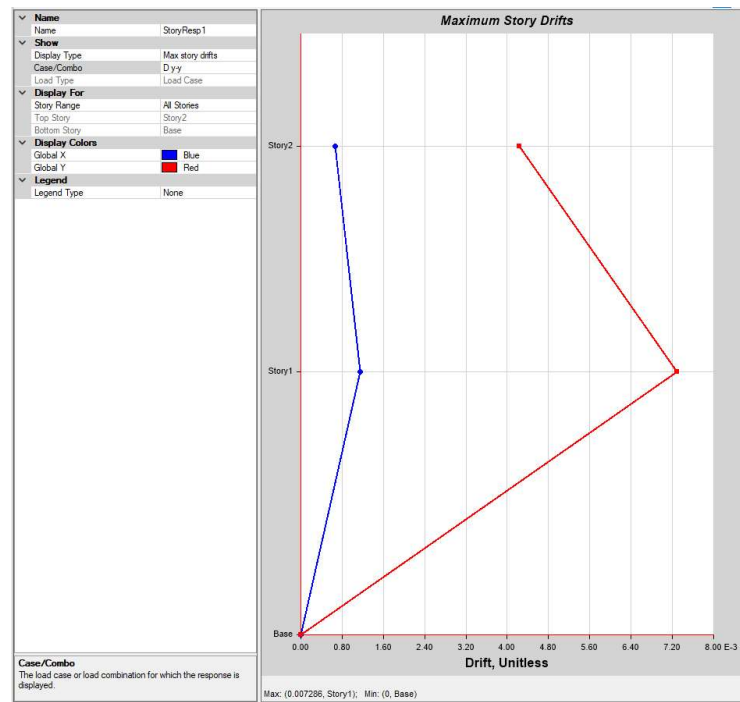 Name
Name StoryResp1
Show
Display Type Max story drifts
Case/Combo D y-y
Load Type Load Case
Display For
Story Range All Stories
Top Story Story2
Bottom Story Base
Display Colors
Global X Blue
Global Y Red
Legend
Legend Type None
Case/Combo
The load case or load combination for which the response is
displayed.
Maximum Story Drifts
Story2
Story1
Base
0.00 0.80 1.60 2.40 3.20 4.00 4.80 5.60 6.40 7.20 8.00 E-3
Drift, Unitless
Max: (0.007286, Story1); Min: (0, Base)